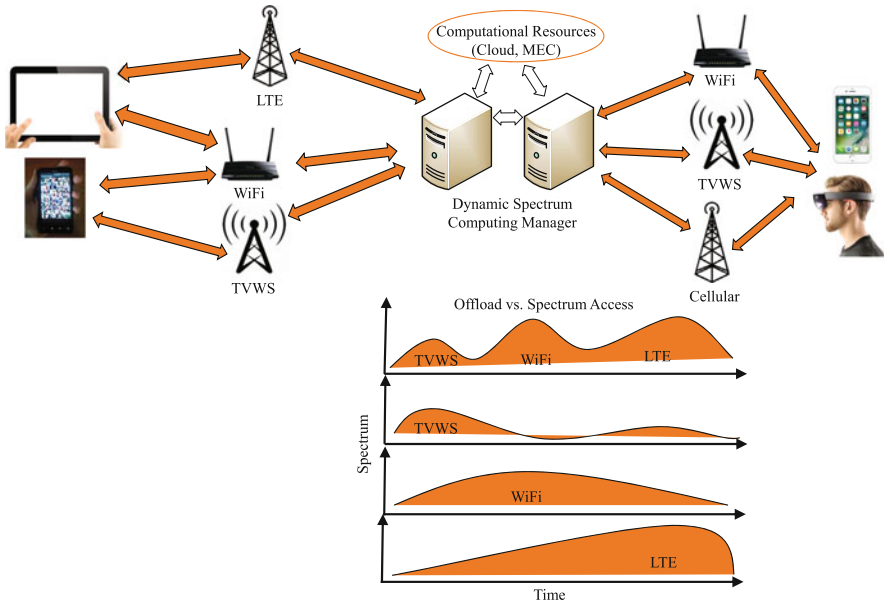 Computational Resources
(Cloud, MEC)
LTE
WiFi
WiFi
TVWS
Dynamic Spectrum
Computing Manager
TVWS
Cellular
Offload vs. Spectrum Access
TVWS
WiFi
LTE
TVWS
WiFi
LTE
Spectrum
Time